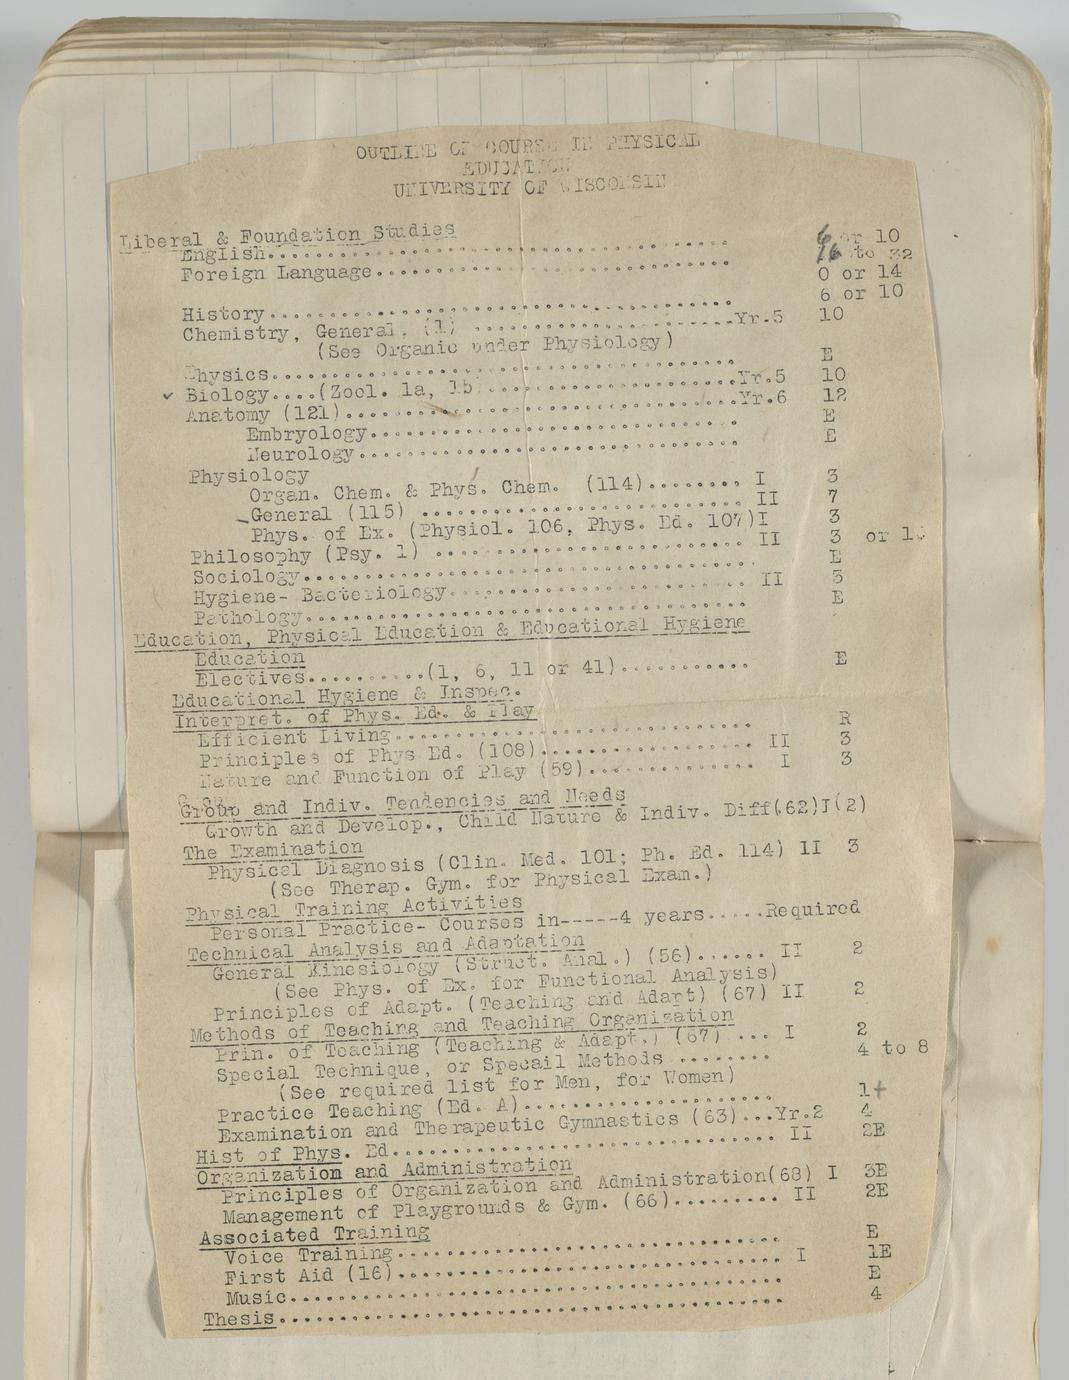 OUTLINE OF COURSE IN PHYSICAL
EDUCATION
UNIVERSITY OF WISCONSIN
Liberal & Foundation Studies
English.......................... 6 or 10
Foreign Language.......................... 16 to 32
0 or 14
History.......................... 6 or 10
Chemistry, General. (1) ....................Yr.5 10
(See Organic under Physiology)
Physics.......................... E
✓ Biology....(Zool. 1a, 1b ....................Yr.5 10
Anatomy (121)..........................Yr.6 12
Embryology.......................... E
Neurology.......................... E
Physiology
Organ. Chem. & Phys. Chem. (114)........ I 3
General (115) .......................... II 7
Phys. of Ex. (Physiol. 106, Phys. Ed. 107)I 3
Philosophy (Psy. 1) .......................... II 3 or
Sociology.......................... E
Hygiene- Bacteriology.......................... II 3
Pathology.......................... E
Education, Physical Education & Educational Hygiene
Education
Electives..........(1, 6, 11 or 41)........... E
Educational Hygiene & Inspec.
Interpret. of Phys. Ed. & Play
Efficient Living.......................... R
Principles of Phys Ed. (108).................. II 3
Nature and Function of Play (59).............. I 3
Group and Indiv. Tendencies and Needs
Growth and Develop., Child Nature & Indiv. Diff(62)I(2)
The Examination
Physical Diagnosis (Clin. Med. 101; Ph. Ed. 114) II 3
(See Therap. Gym. for Physical Exam.)
Physical Training Activities
Personal Practice- Courses in-----4 years.....Required
Technical Analysis and Adaptation
General Kinesiology (Struct. Anal.) (56)...... II 2
(See Phys. of Ex. for Functional Analysis)
Principles of Adapt. (Teaching and Adart) (67) II 2
Methods of Teaching and Teaching Organization
Prin. of Teaching (Teaching & Adapt.) (67) ... I 2
Special Technique, or Specail Methods ........ 4 to 8
(See required list for Men, for Women)
Practice Teaching (Ed. A)................... 1+
Examination and Therapeutic Gymnastics (63)...Yr.2 4
Hist of Phys. Ed.......................... II 2E
Organization and Administration
Principles of Organization and Administration(68) I 3E
Management of Playgrounds & Gym. (66)......... II 2E
Associated Training
Voice Training.......................... E
First Aid (16).......................... I 1E
Music.......................... E
Thesis.......................... 4